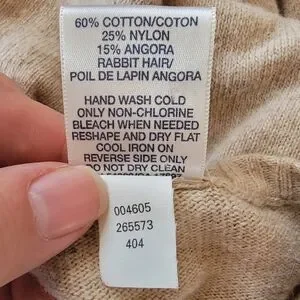 60% COTTON/COTON
25% NYLON
15% ANGORA
RABBIT HAIR/
POIL DE LAPIN ANGORA
HAND WASH COLD
ONLY NON-CHLORINE
BLEACH WHEN NEEDED
RESHAPE AND DRY FLAT
COOL IRON ON
REVERSE SIDE ONLY
DO NOT DRY CLEAN
004605
265573
404